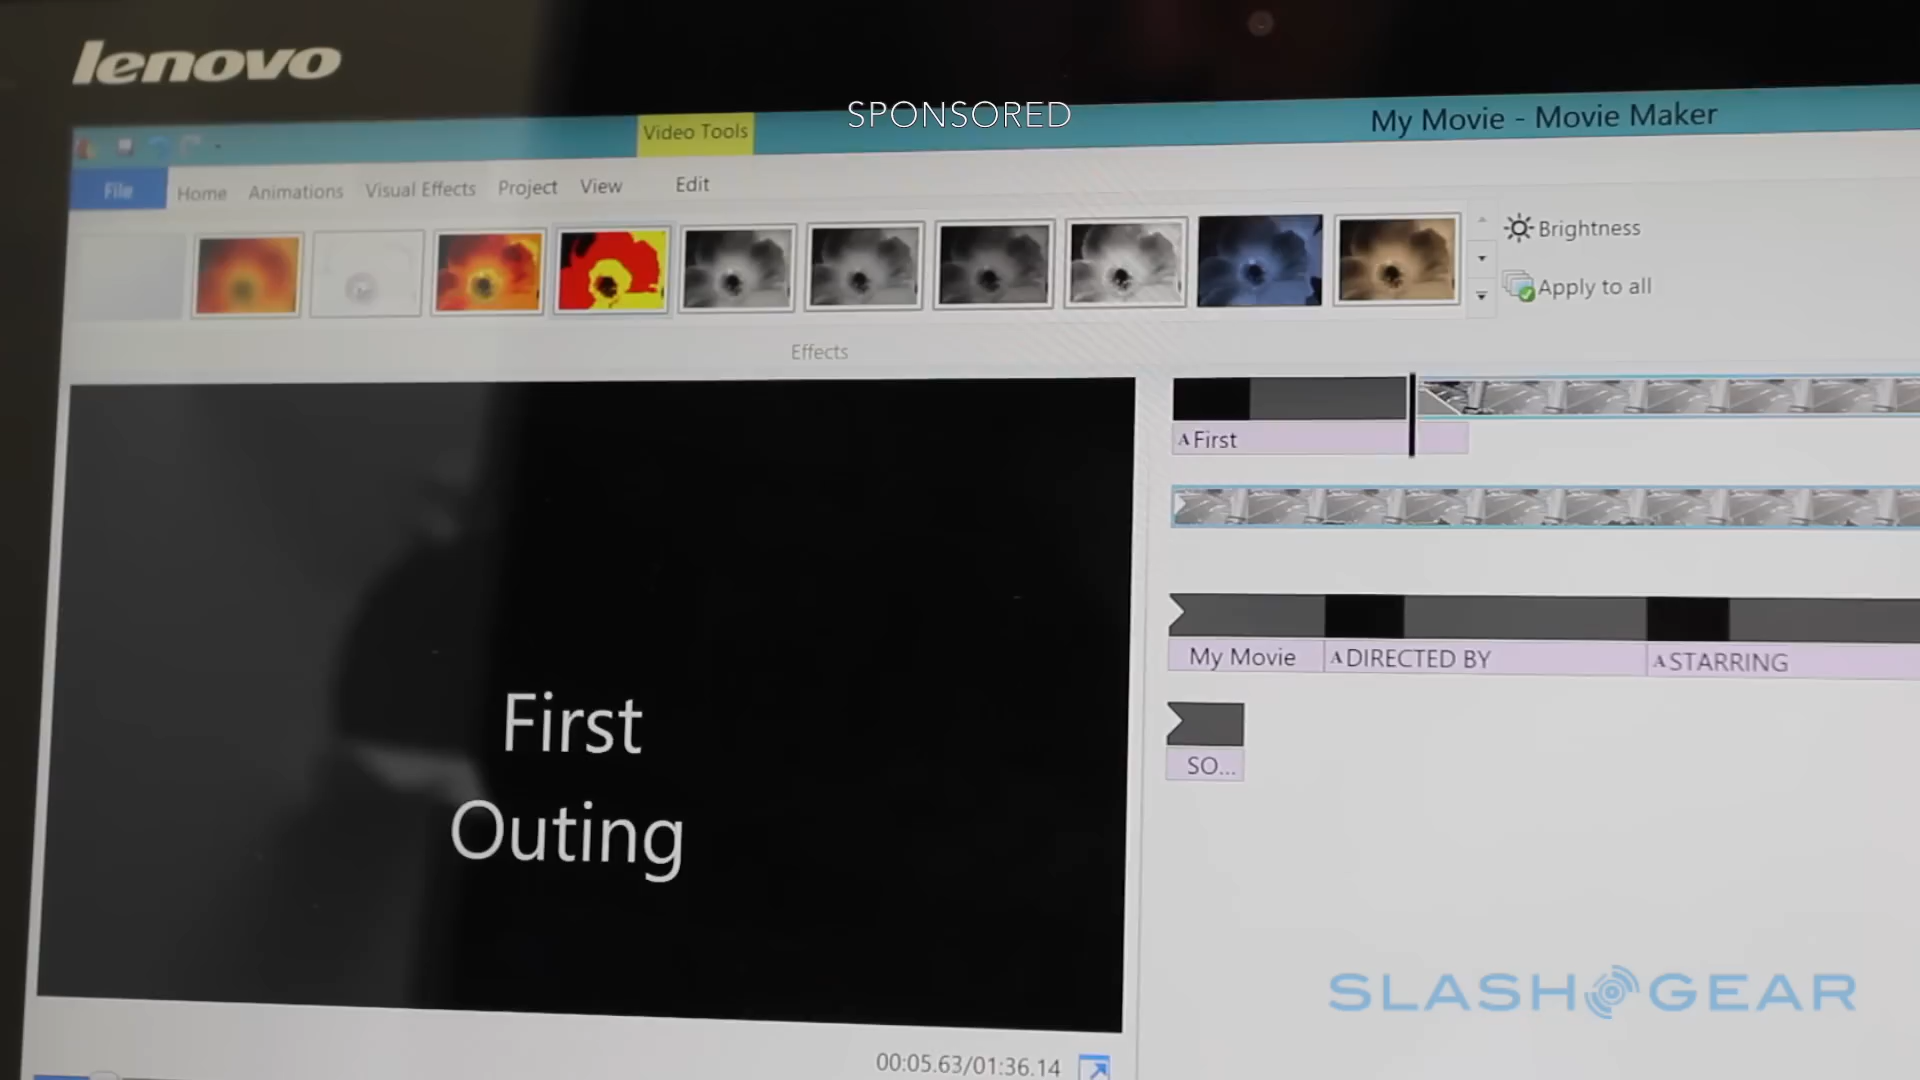 lenovo
SPONSORED
Video Tools
My Movie - Movie Maker
File Home Animations Visual Effects Project View Edit
Brightness
Apply to all
Effects
A First
My Movie
A DIRECTED BY
A STARRING
SO...
First
Outing
SLASHGEAR
00:05.63/01:36.14